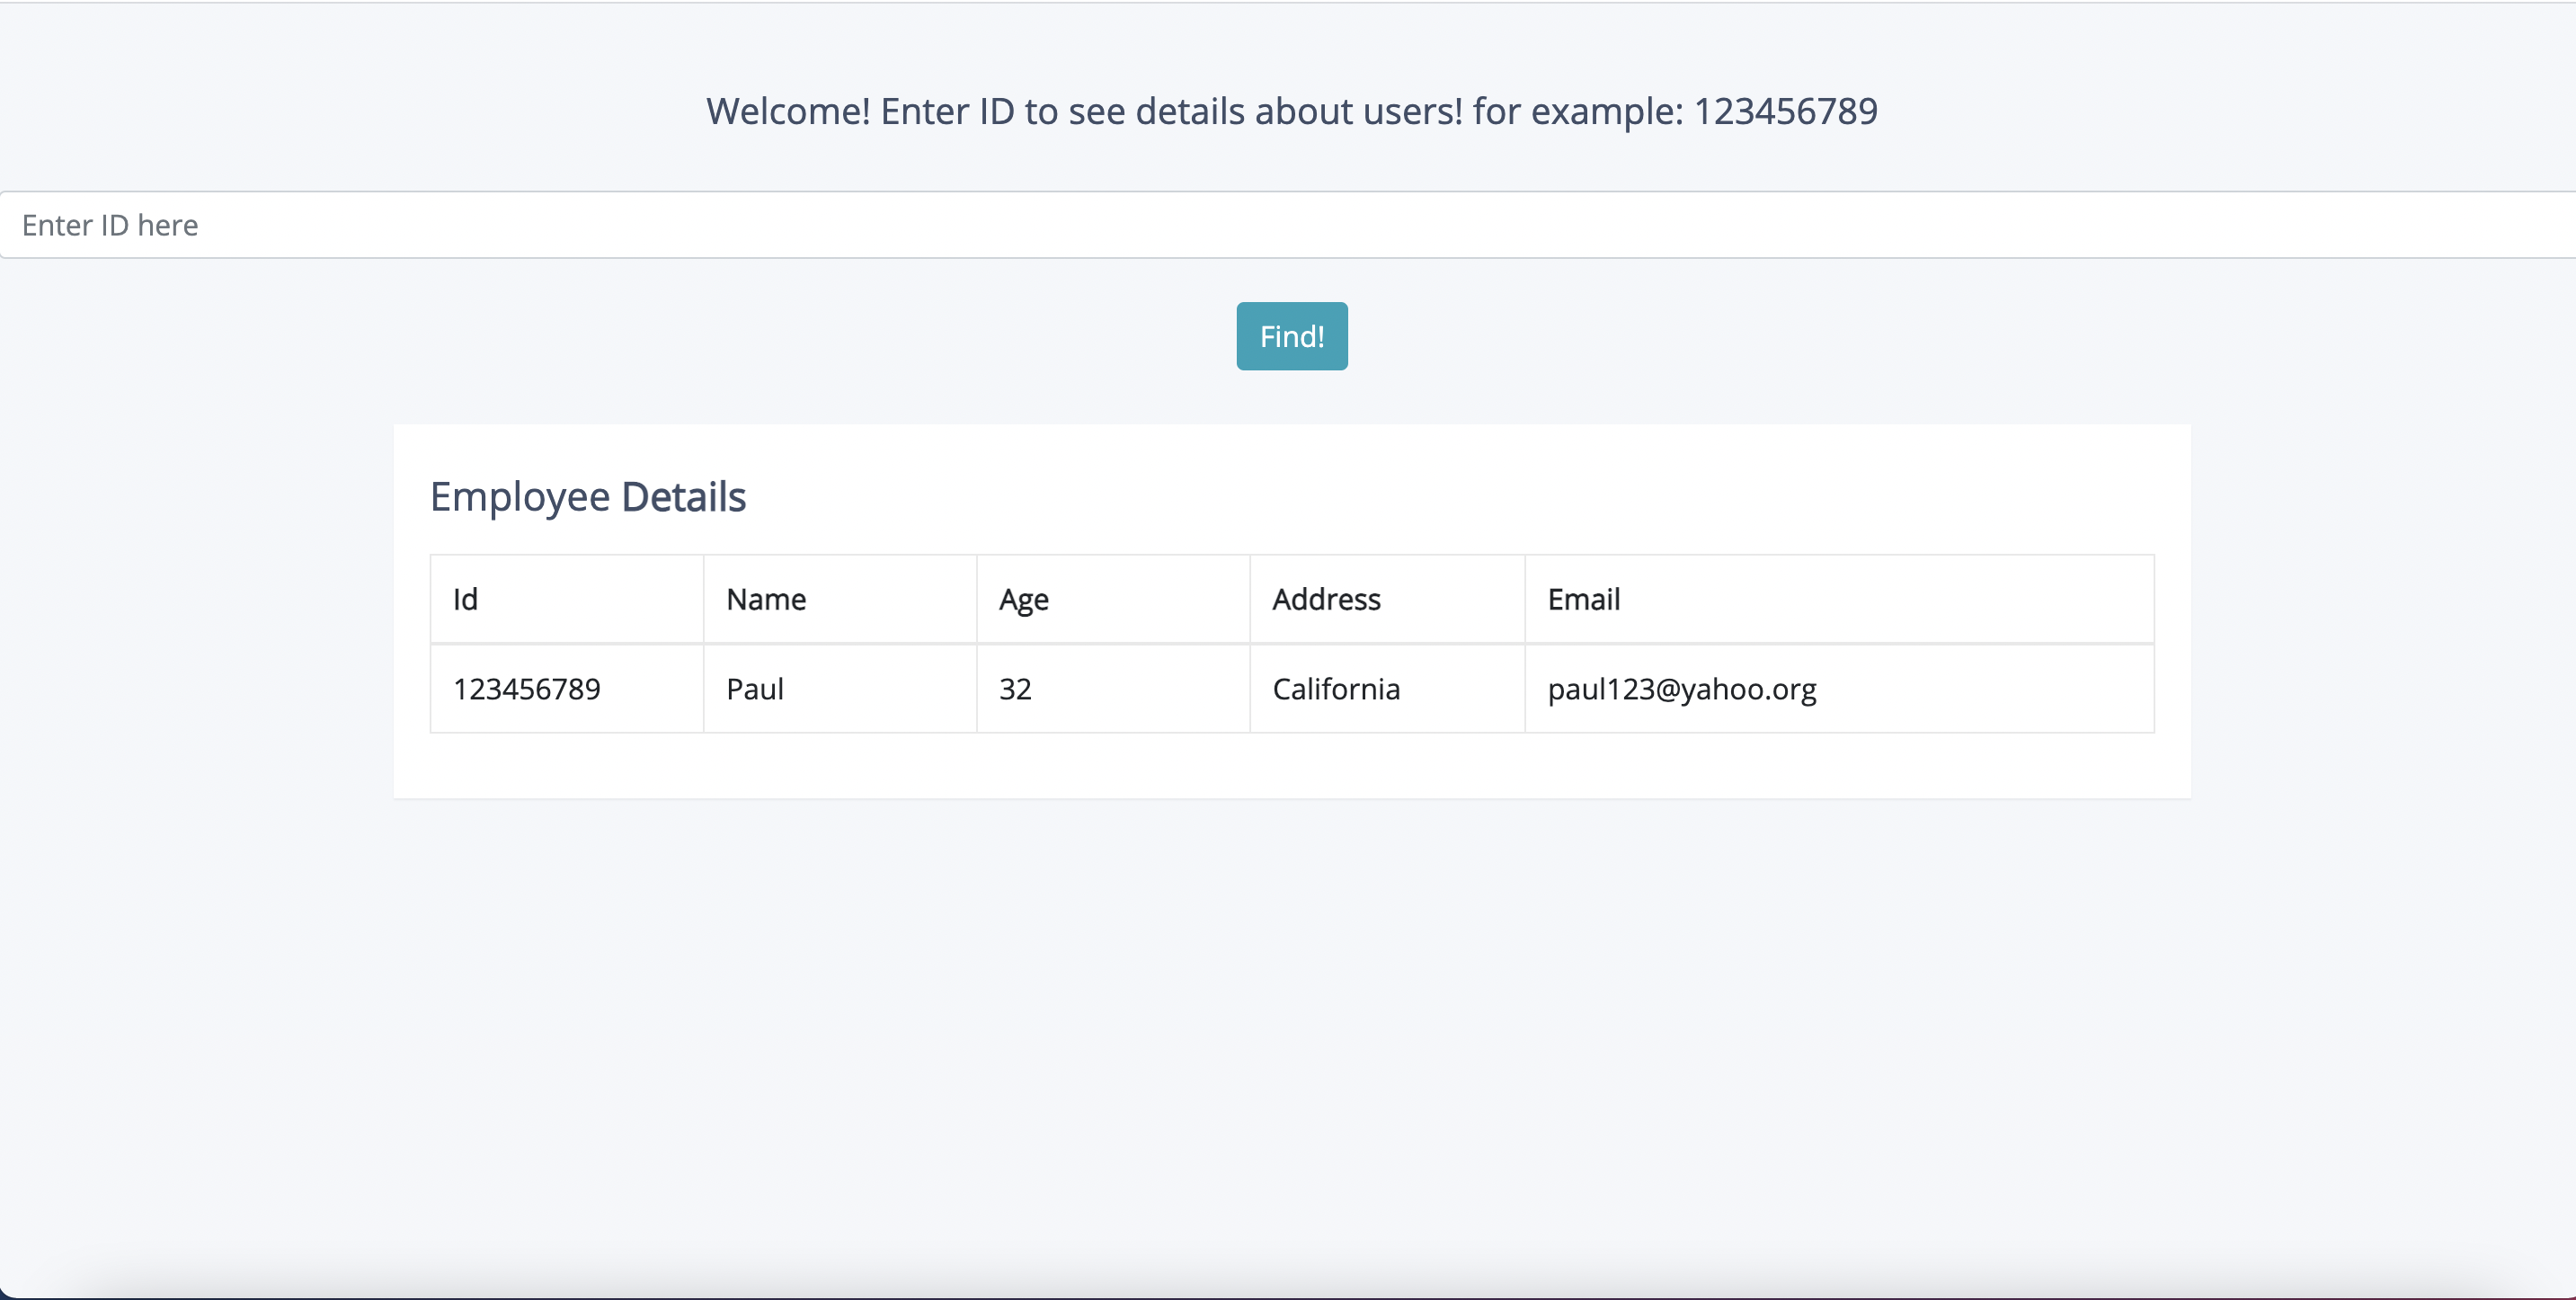 Welcome! Enter ID to see details about users! for example: 123456789
Enter ID here
Find!
Employee Details
Id Name Age Address Email
123456789 Paul 32 California paul123@yahoo.org